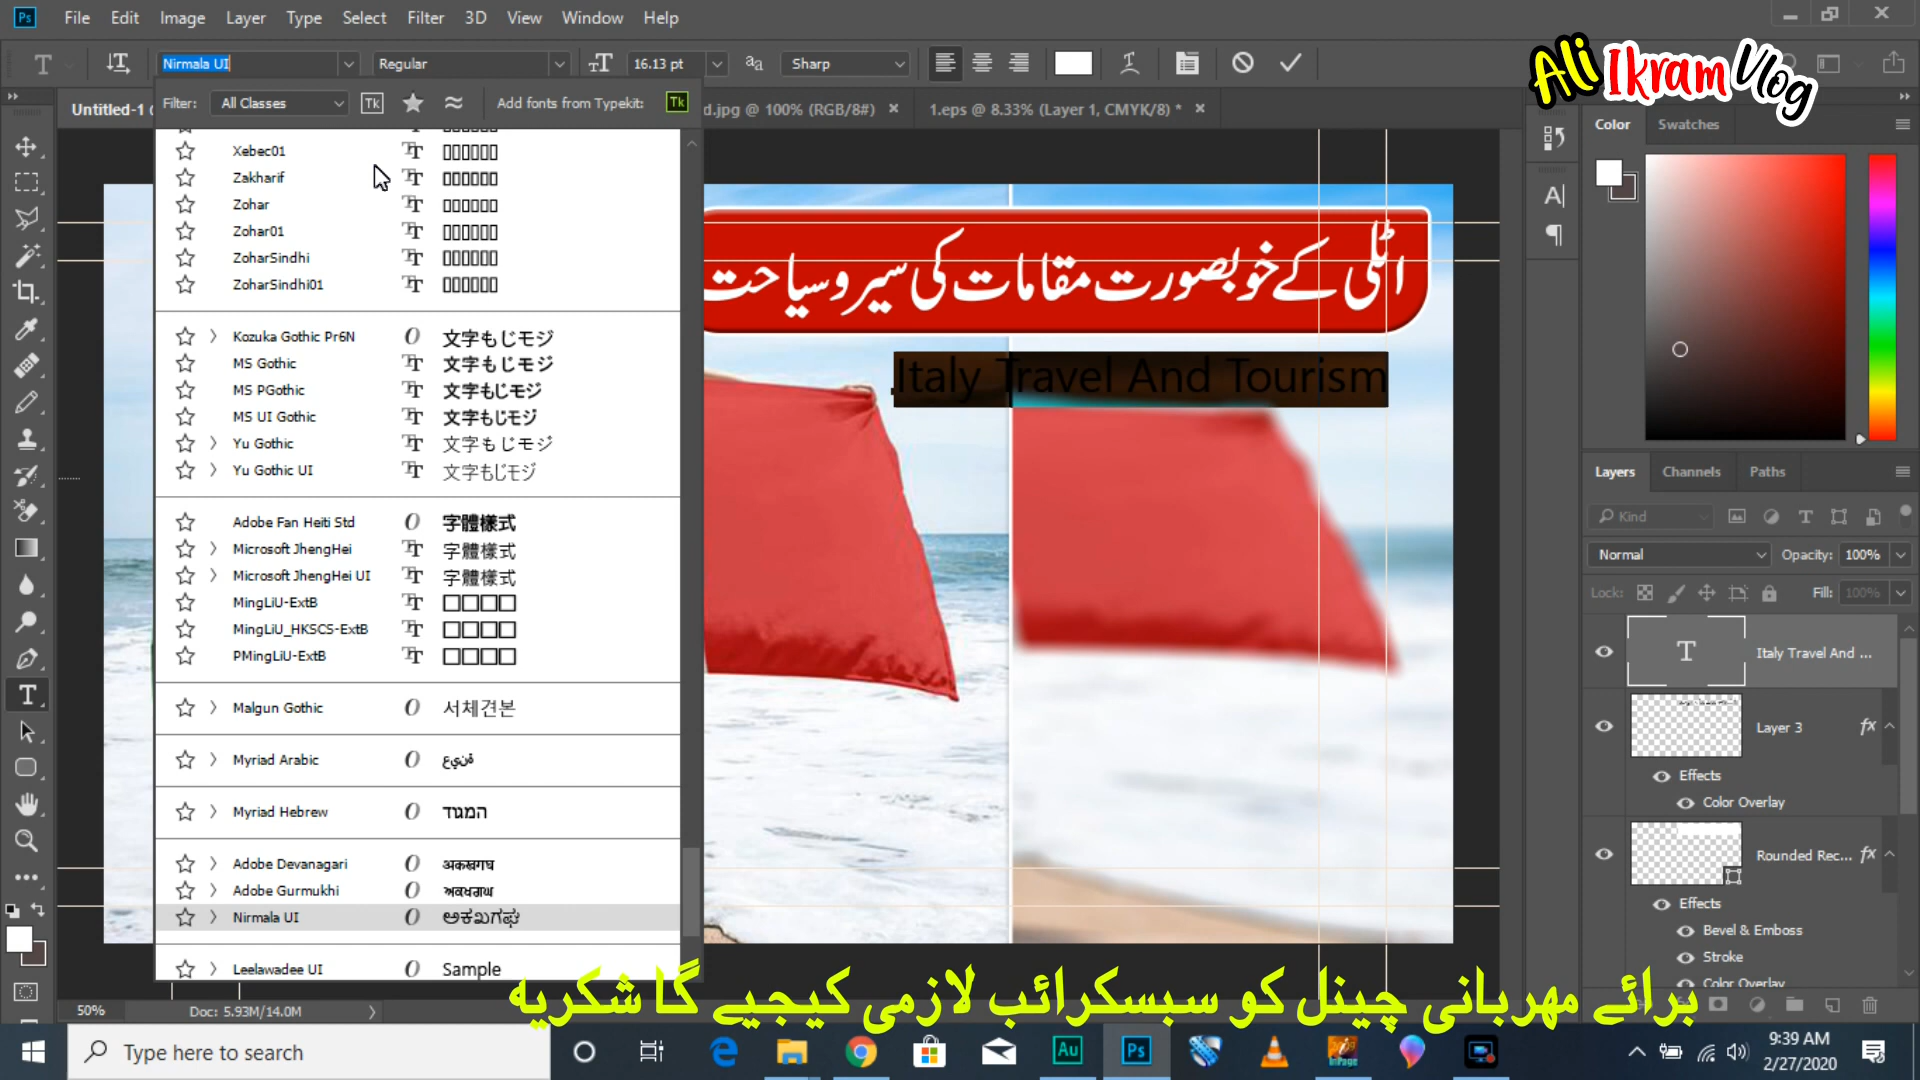 File Edit Image Layer Type Select Filter 3D View Window Help
Nirmala UI Regular 16.13 pt Sharp
Ali Ikram Vlog
Filter: All Classes Add fonts from Typekit: Tk
Untitled-1 d.jpg @ 100% (RGB/8#) × 1.eps @ 8.33% (Layer 1, CMYK/8) * ×
Xebec01
Zakharif
Zohar
Zohar01
ZoharSindhi
ZoharSindhi01
Kozuka Gothic Pr6N 文字もじモジ
MS Gothic 文字もじモジ
MS PGothic 文字もじモジ
MS UI Gothic 文字もじモジ
Yu Gothic 文字もじモジ
Yu Gothic UI 文字もじモジ
Adobe Fan Heiti Std 字體樣式
Microsoft JhengHei 字體樣式
Microsoft JhengHei UI 字體樣式
MingLiU-ExtB
MingLiU_HKSCS-ExtB
PMingLiU-ExtB
Malgun Gothic 서체견본
Myriad Arabic
Myriad Hebrew המגוד
Adobe Devanagari अकखगघ
Adobe Gurmukhi ਅਕਖਗਘ
Nirmala UI ಅಕಖಗಘ
Leelawadee UI Sample
اٹلی کے خوبصورت مقامات کی سیر و سیاحت
.Italy Travel And Tourism
Color Swatches
Layers Channels Paths
Kind
Normal Opacity: 100%
Lock: Fill: 100%
Italy Travel And ...
Layer 3 fx
Effects
Color Overlay
Rounded Rec... fx
Effects
Bevel & Emboss
Stroke
Color Overlay
برائے مہربانی چینل کو سبسکرائب لازمی کیجیے گا شکریہ
50% Doc: 5.93M/14.0M
Type here to search
Au Ps InPage
9:39 AM
2/27/2020